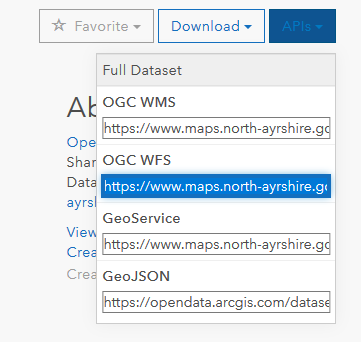 ☆ Favorite Download APIs
Full Dataset
OGC WMS
https://www.maps.north-ayrshire.go
OGC WFS
https://www.maps.north-ayrshire.go
GeoService
https://www.maps.north-ayrshire.go
GeoJSON
https://opendata.arcgis.com/datase
Ab
Ope
Shar
Data
ayrsh
View
Crea
Crea